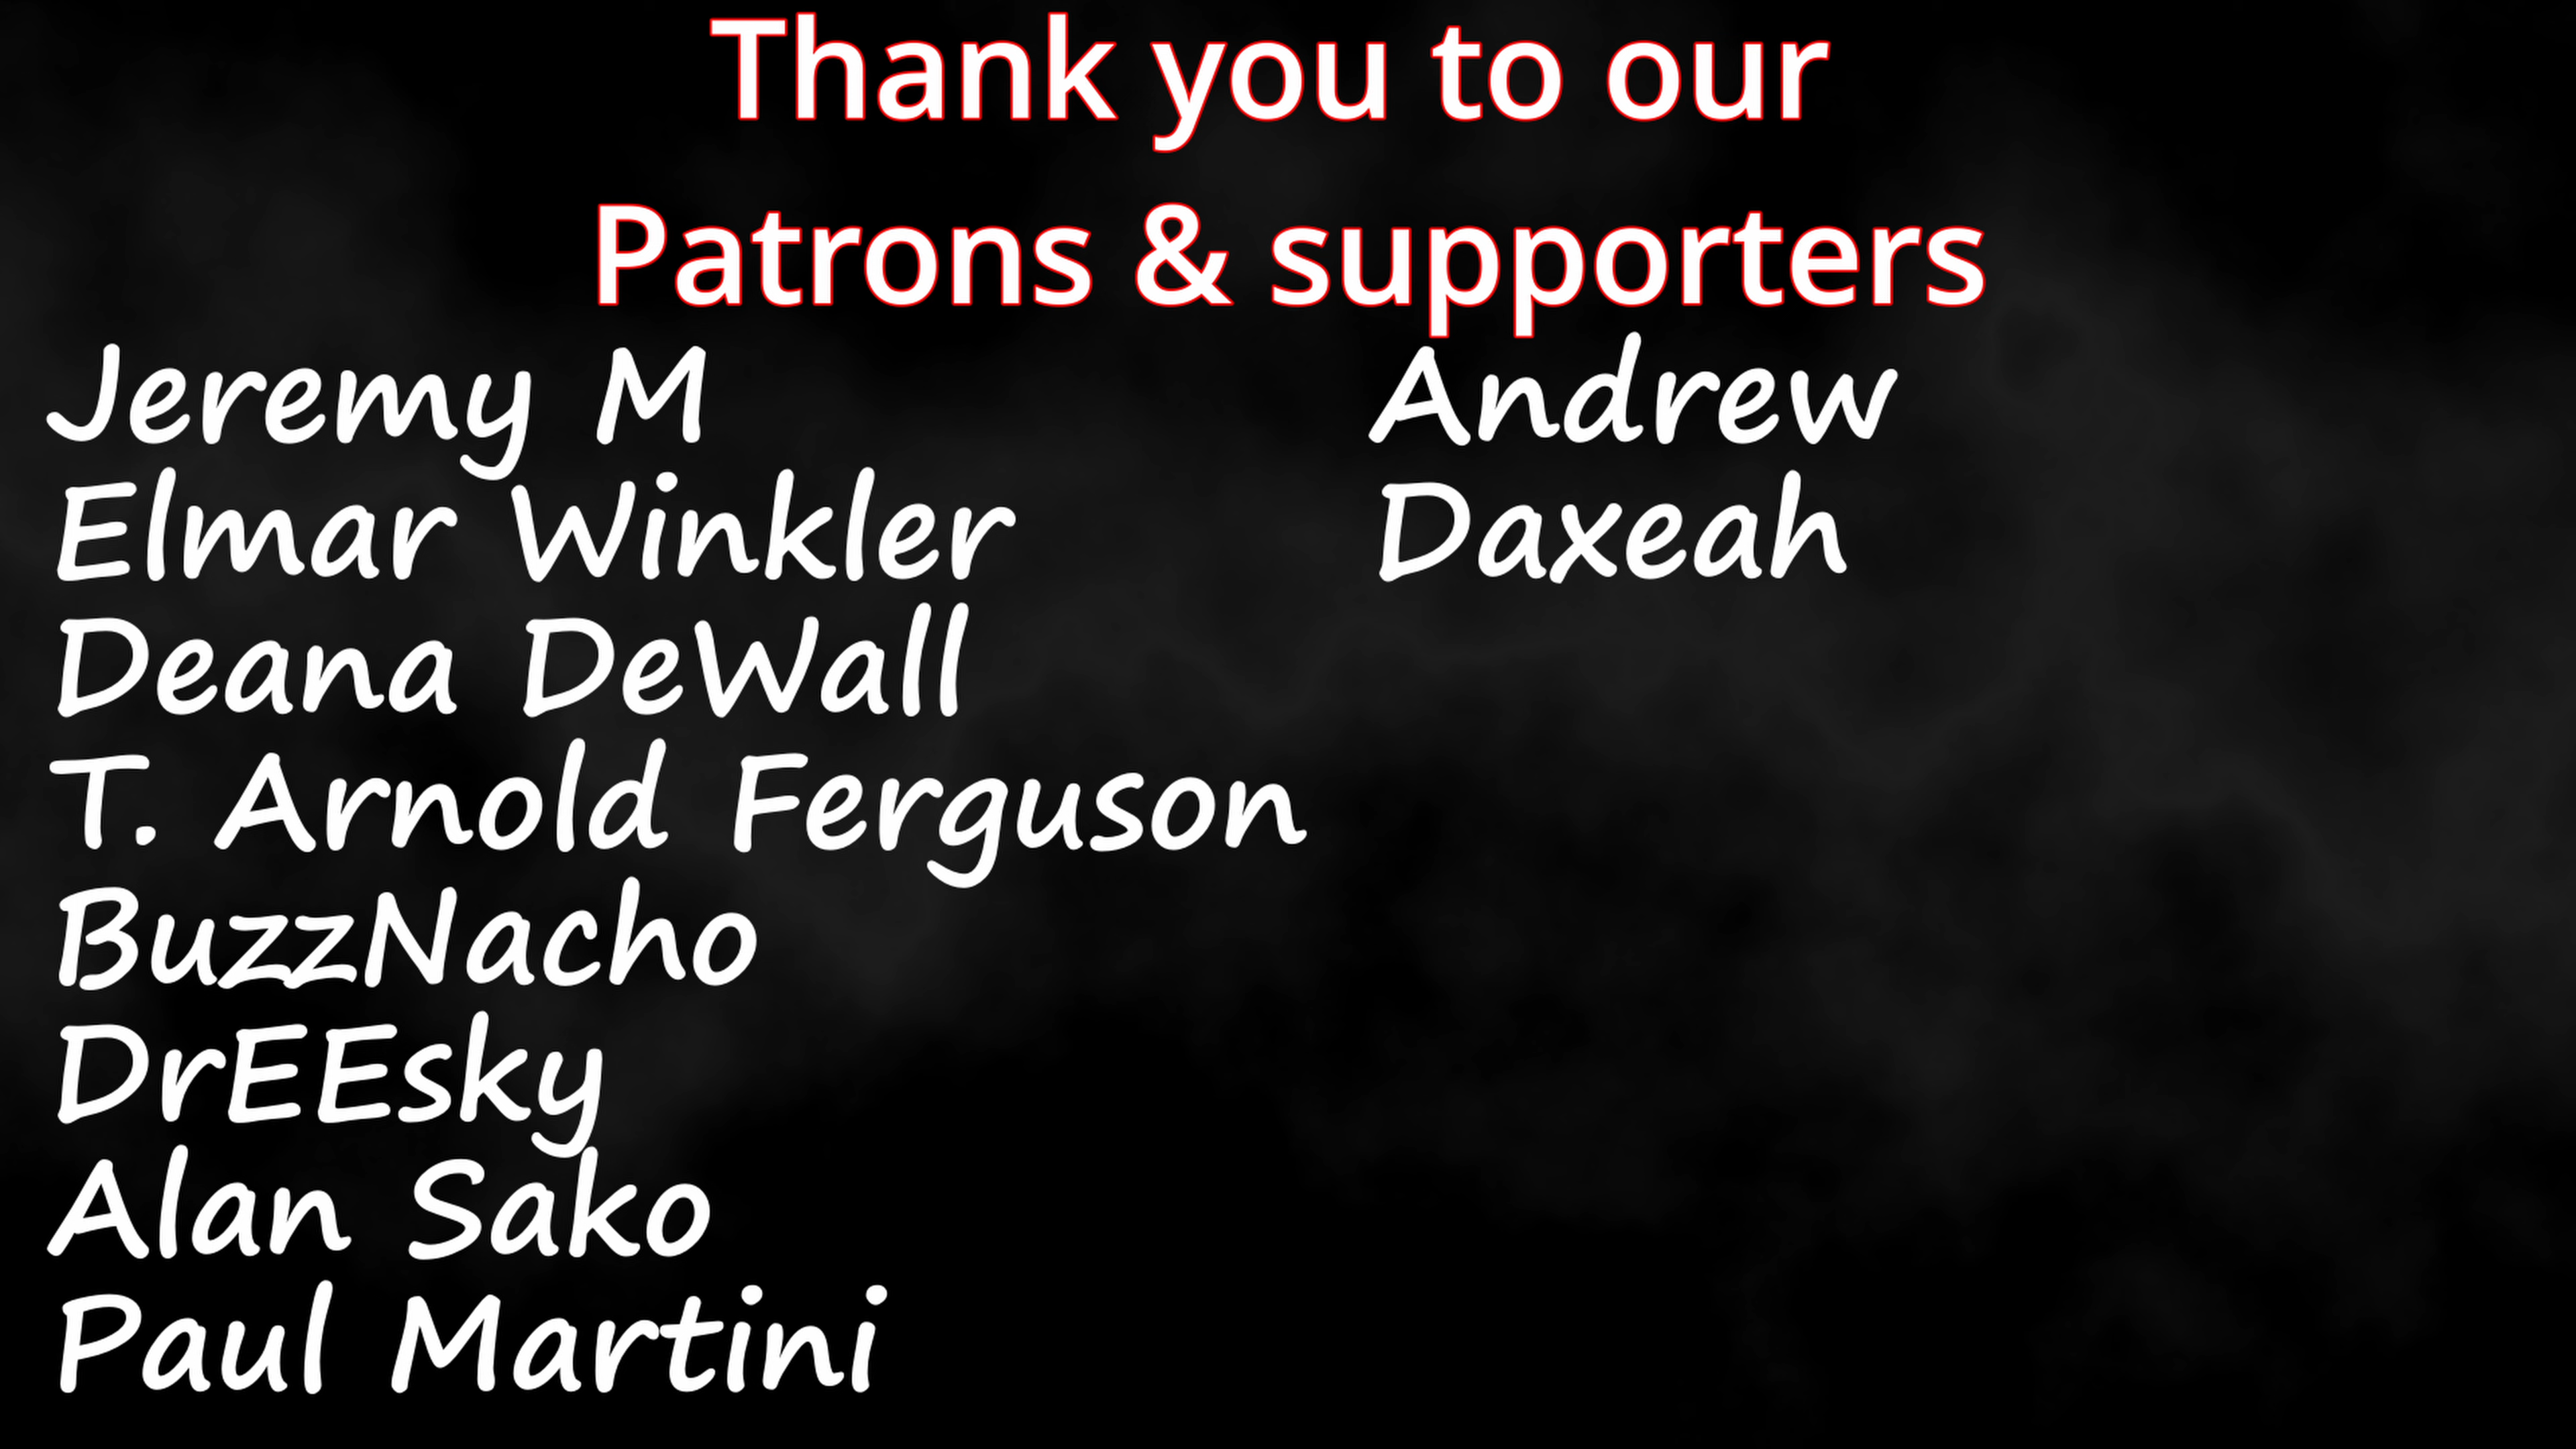 Thank you to our
Patrons & supporters
Jeremy M
Elmar Winkler
Deana DeWall
T. Arnold Ferguson
BuzzNacho
DrEEsky
Alan Sako
Paul Martini
Andrew
Daxeah